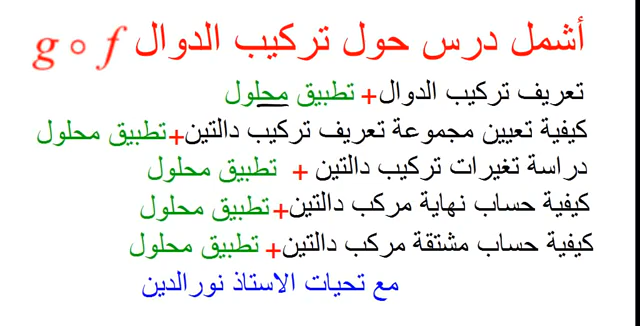 أشمل درس حول تركيب الدوال g ∘ f
تعريف تركيب الدوال + تطبيق محلول
كيفية تعيين مجموعة تعريف تركيب دالتين + تطبيق محلول
دراسة تغيرات تركيب دالتين + تطبيق محلول
كيفية حساب نهاية مركب دالتين + تطبيق محلول
كيفية حساب مشتقة مركب دالتين + تطبيق محلول
مع تحيات الاستاذ نورالدين